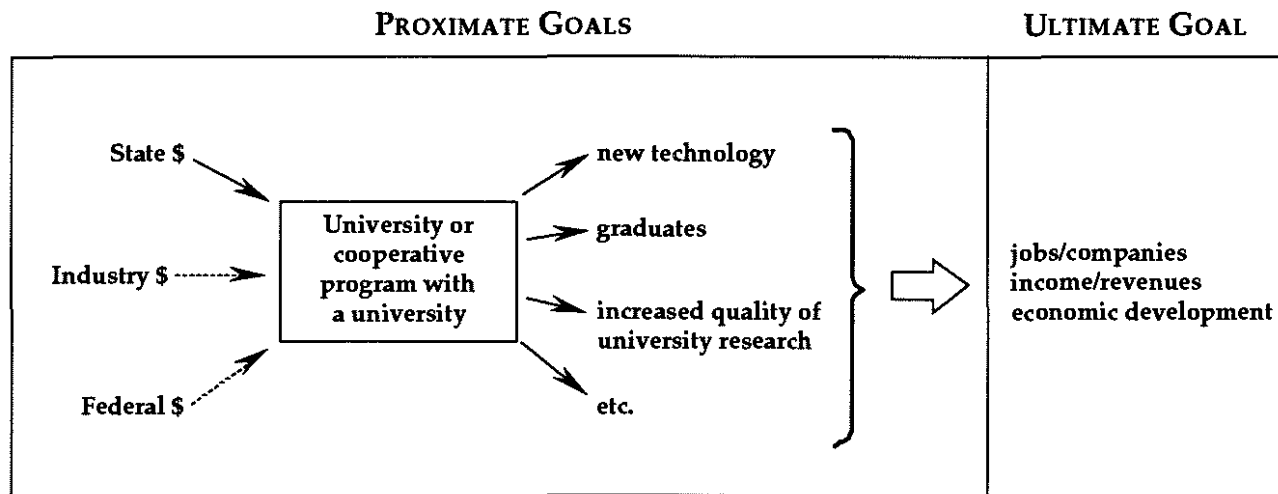 PROXIMATE GOALS
ULTIMATE GOAL
State $
Industry $
Federal $
University or
cooperative
program with
a university
new technology
graduates
increased quality of
university research
etc.
jobs/companies
income/revenues
economic development